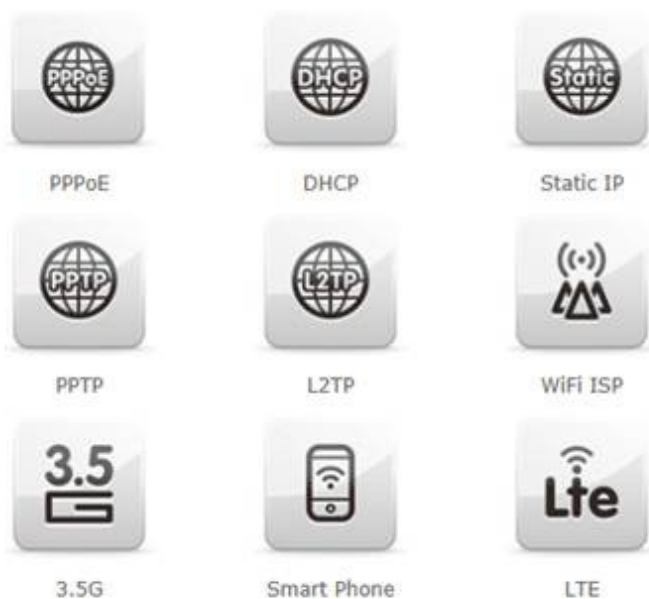 PPPoE
DHCP
Static
PPPoE
DHCP
Static IP
PPTP
L2TP
PPTP
L2TP
WiFi ISP
3.5
G
Lte
3.5G
Smart Phone
LTE